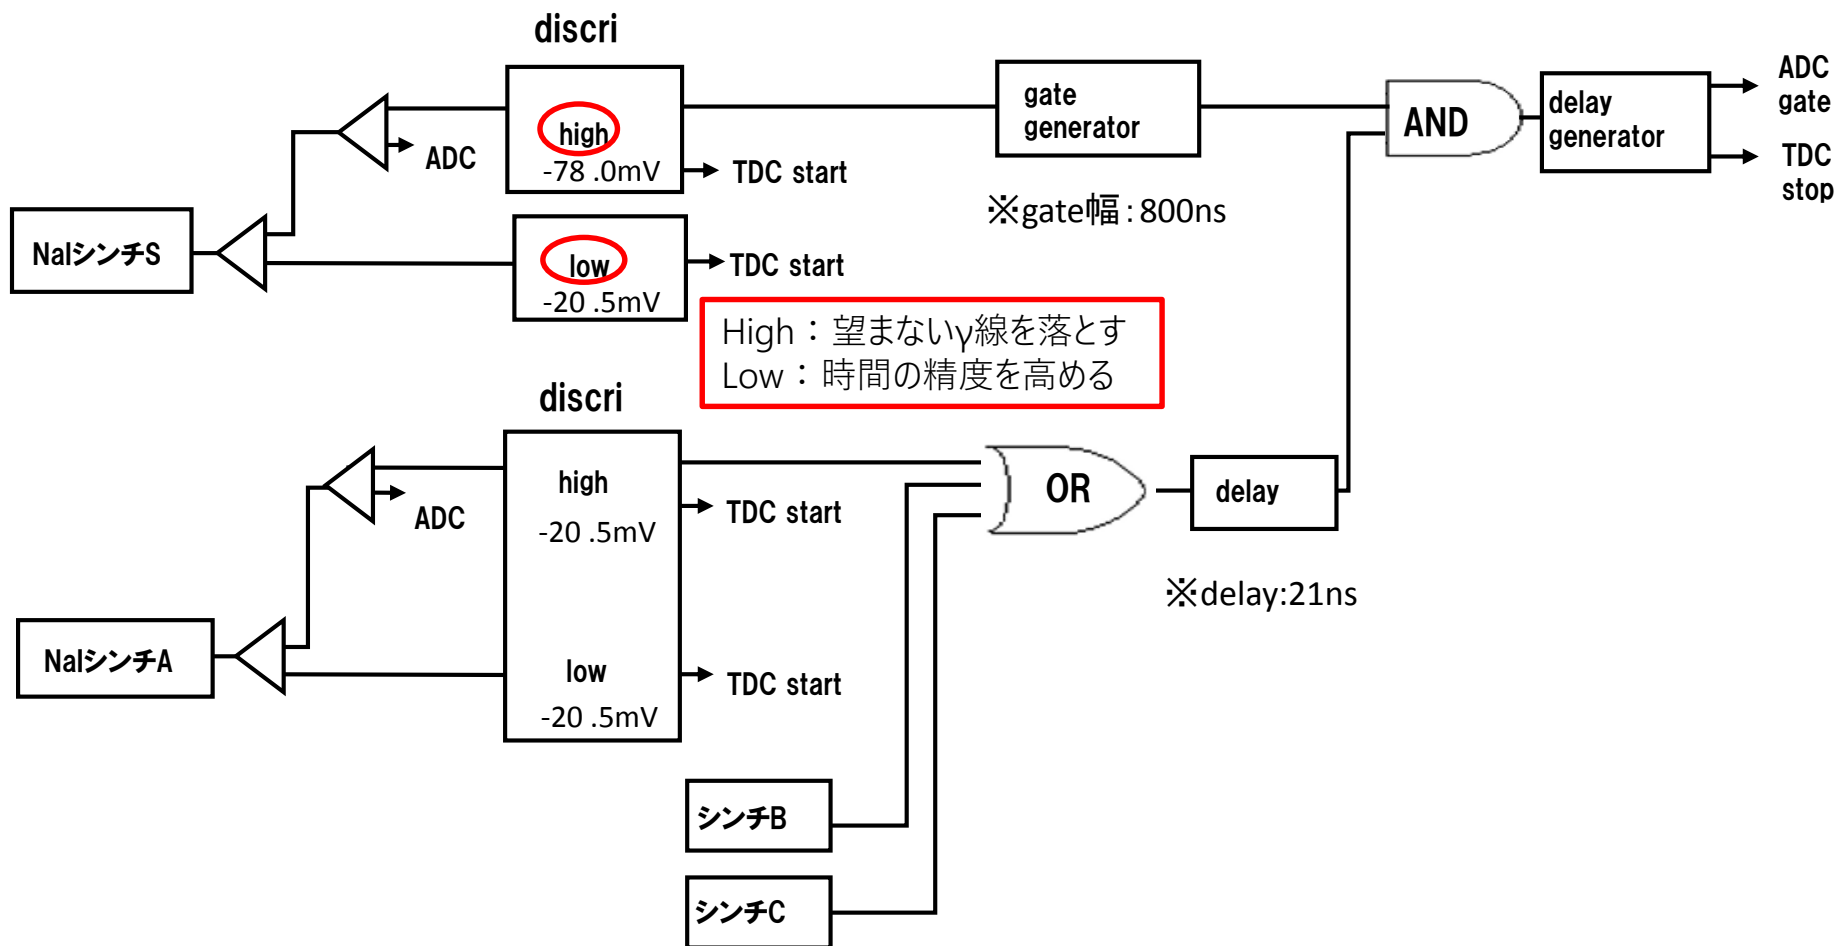 discri
high
-78 .0mV
ADC
TDC start
NaIシンチS
low
-20 .5mV
TDC start
gate
generator
※gate幅：800ns
AND
delay
generator
ADC
gate
TDC
stop
High：望まないγ線を落とす
Low：時間の精度を高める
discri
high
-20 .5mV
ADC
TDC start
OR
delay
※delay:21ns
NaIシンチA
low
-20 .5mV
TDC start
シンチB
シンチC